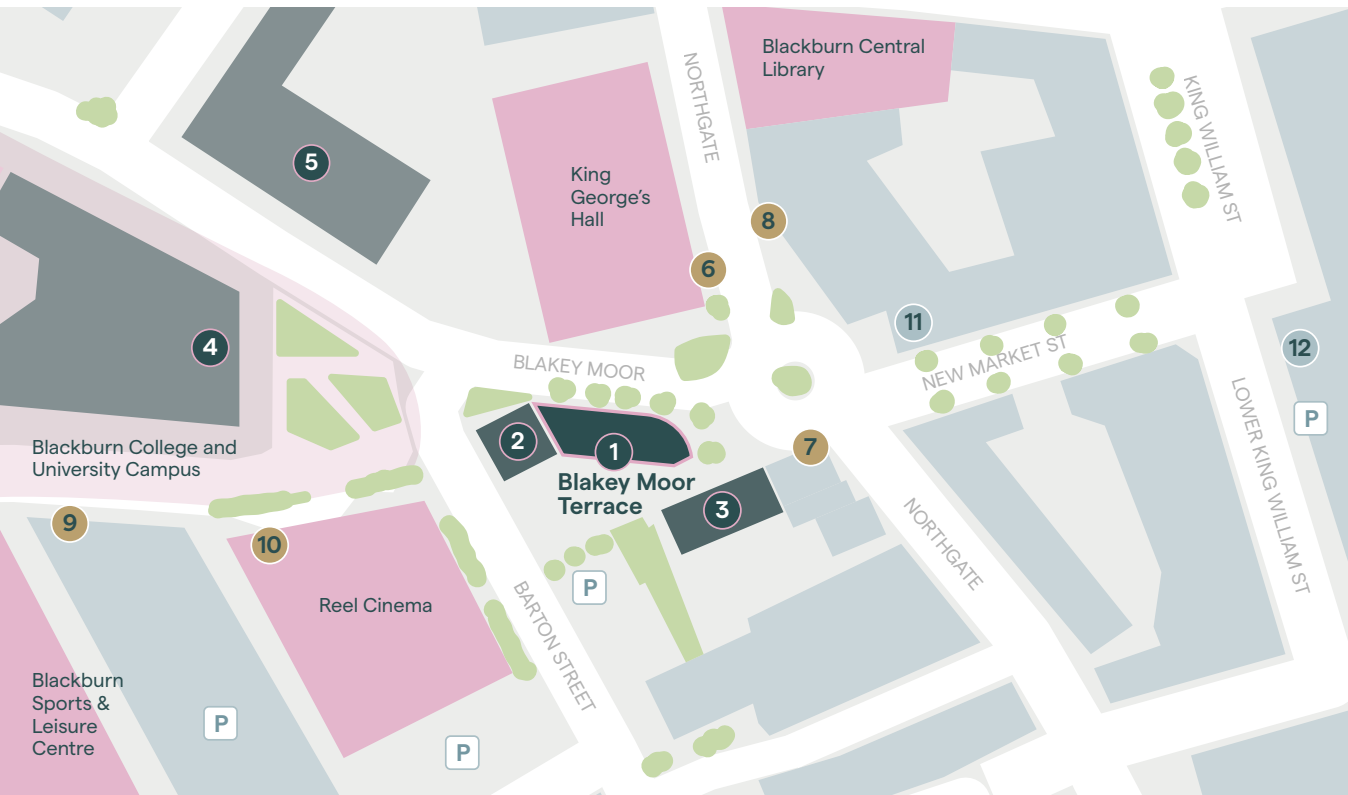 Blackburn Central
Library
NORTHGATE
KING WILLIAM ST
5
King
George's
Hall
8
6
11
12
4
BLAKEY MOOR
NEW MARKET ST
P
LOWER KING WILLIAM ST
Blackburn College and
University Campus
2
1
7
Blakey Moor
Terrace
3
9
10
NORTHGATE
P
Reel Cinema
BARTON STREET
Blackburn
Sports &
Leisure
Centre
P
P